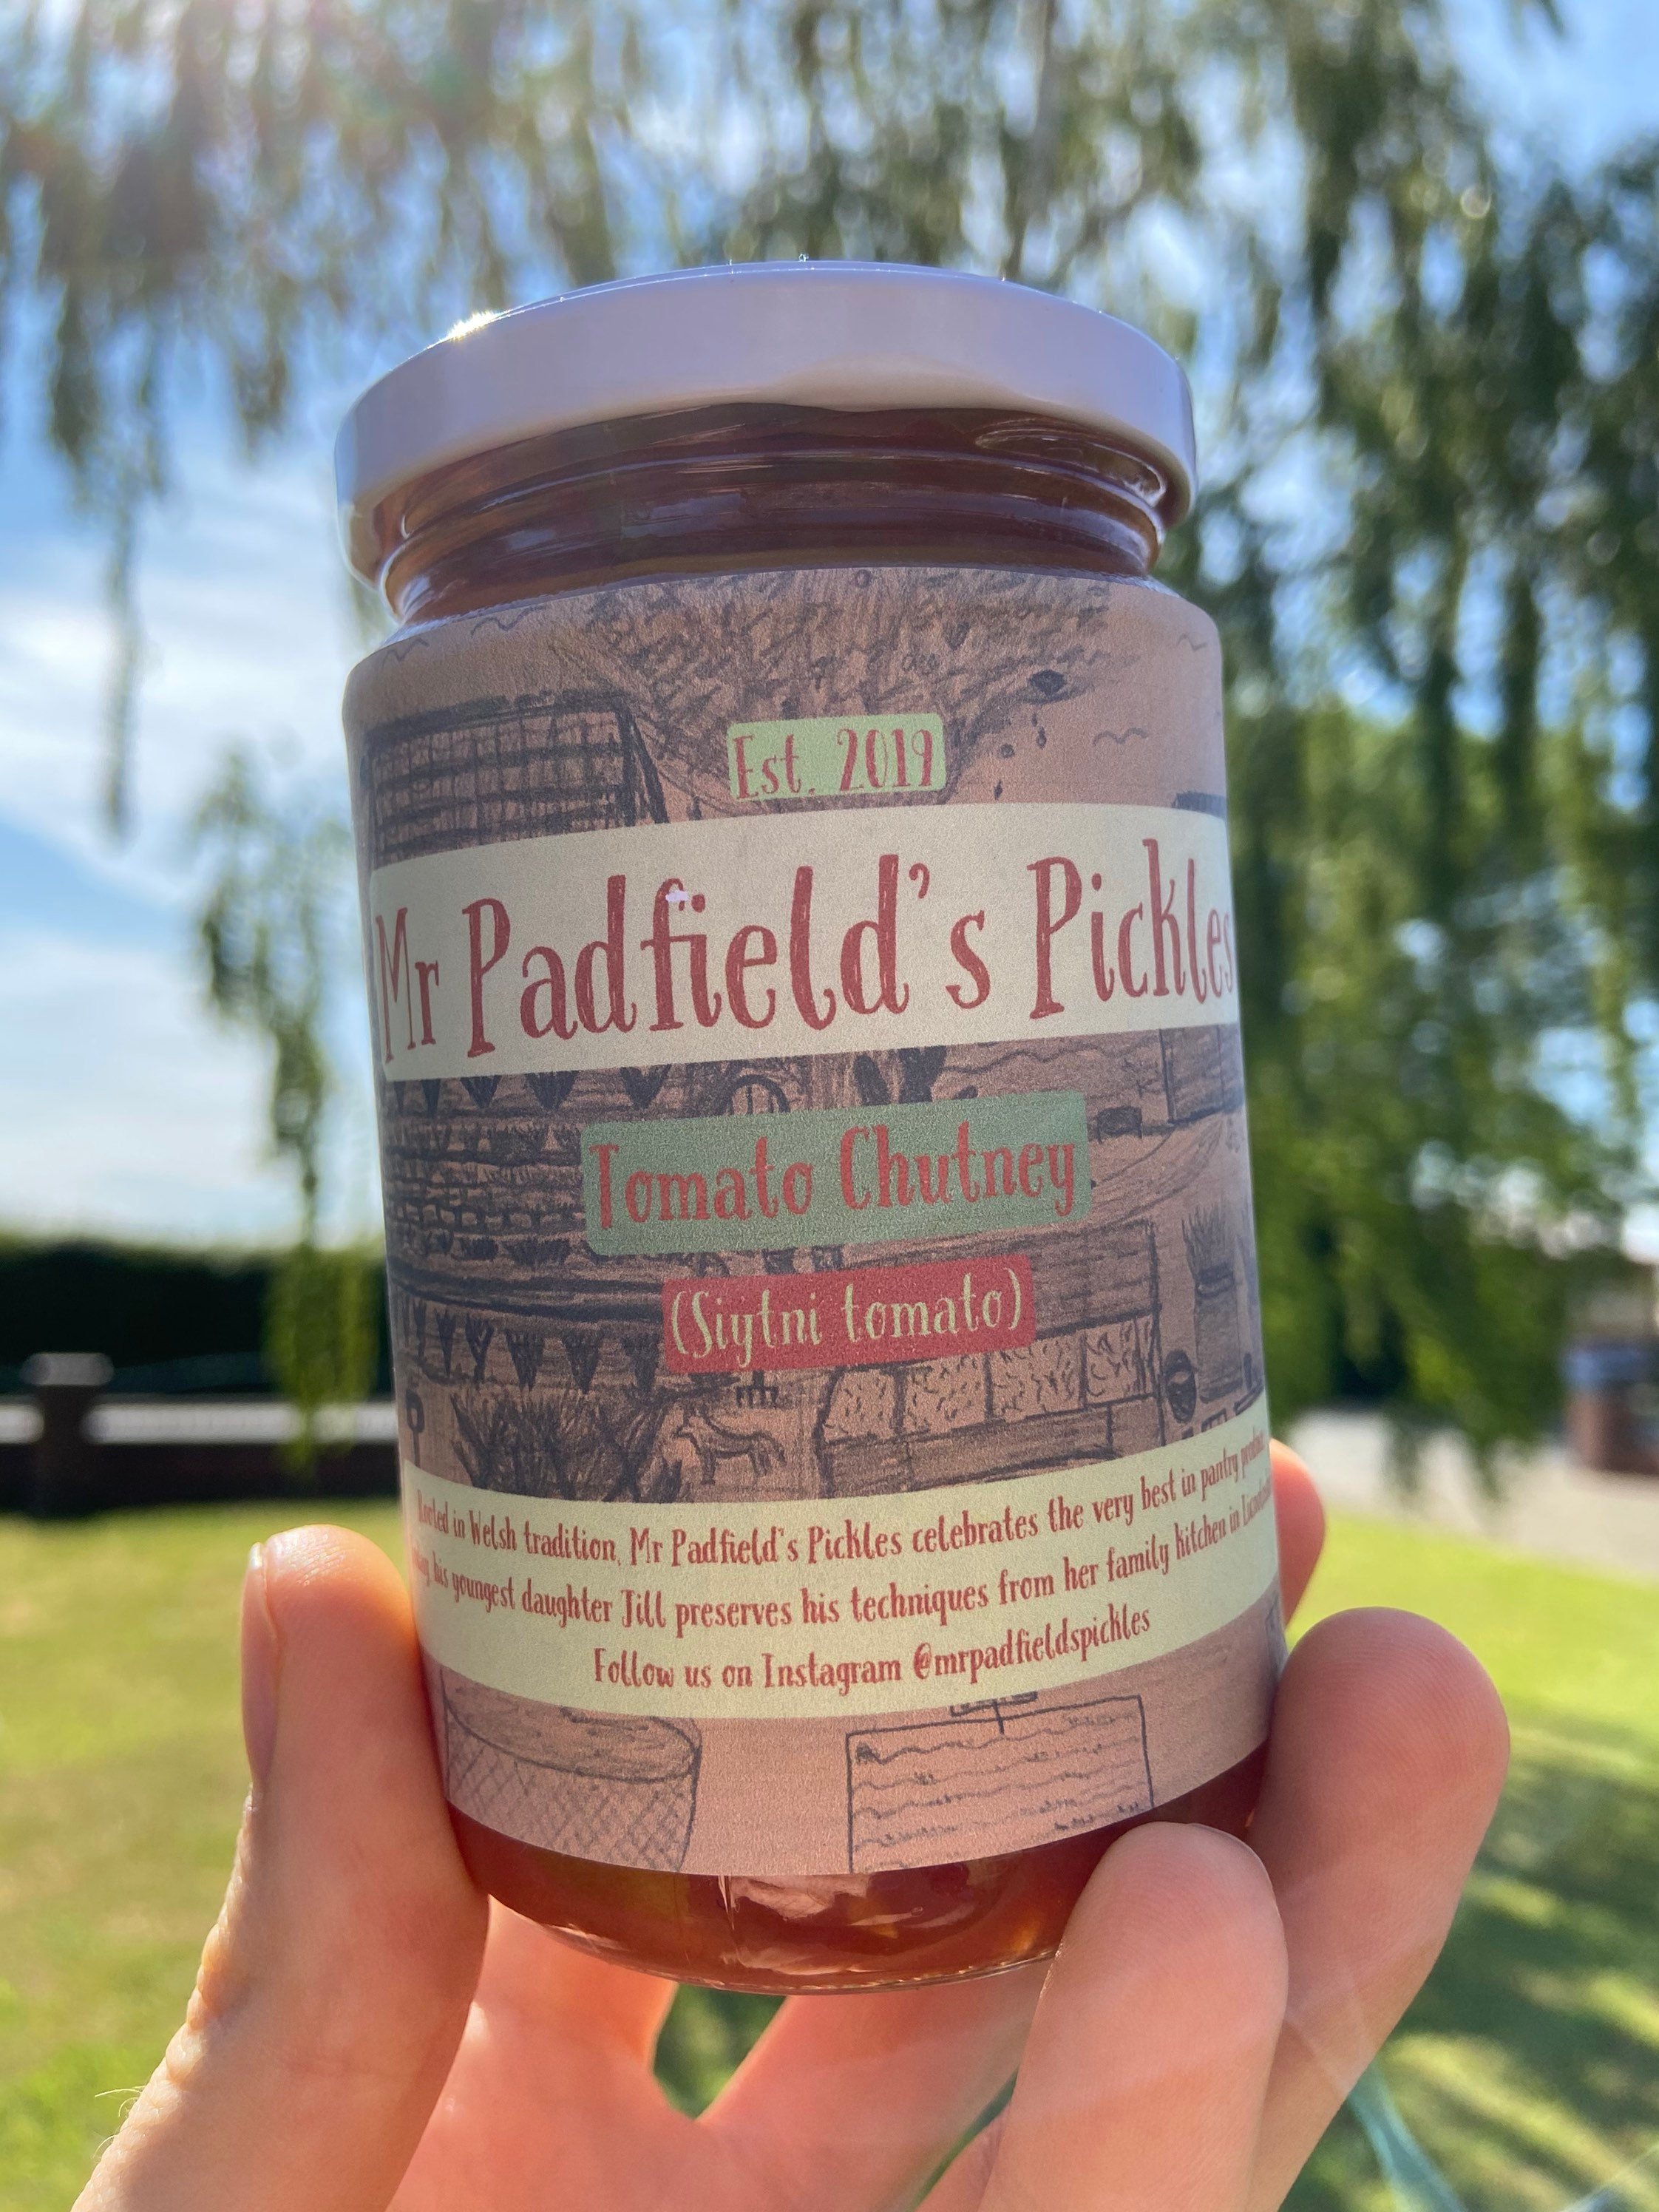 Est. 2019
Mr Padfield's Pickles
Tomato Chutney
(Siytni tomato)
Rooted in Welsh tradition, Mr Padfield's Pickles celebrates the very best in pantry
his youngest daughter Jill preserves his techniques from her family kitchen in
Follow us on Instagram @mrpadfieldspickles